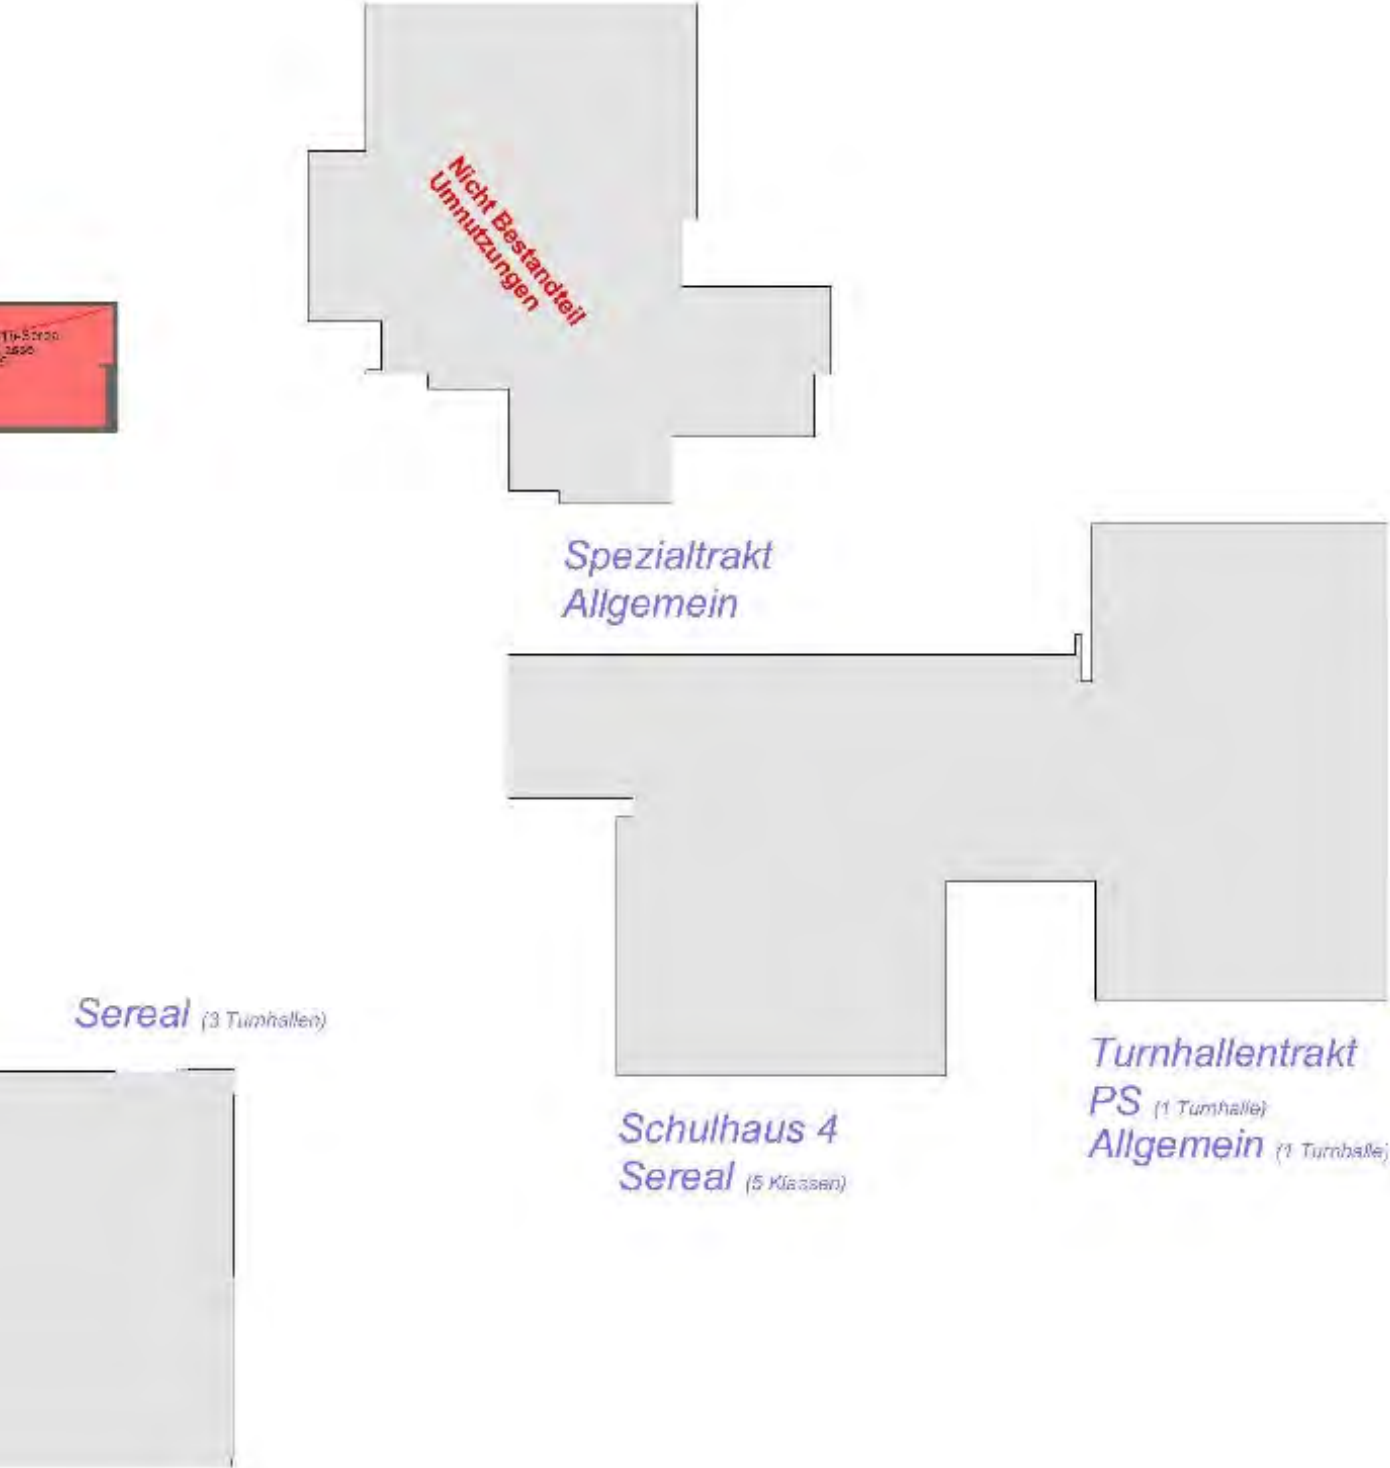 Nicht Bestandteil
Umnutzungen
Spezialtrakt
Allgemein
Sereal (3 Turnhallen)
Turnhallentrakt
PS (1 Turnhalle)
Allgemein (1 Turnhalle)
Schulhaus 4
Sereal (5 Klassen)